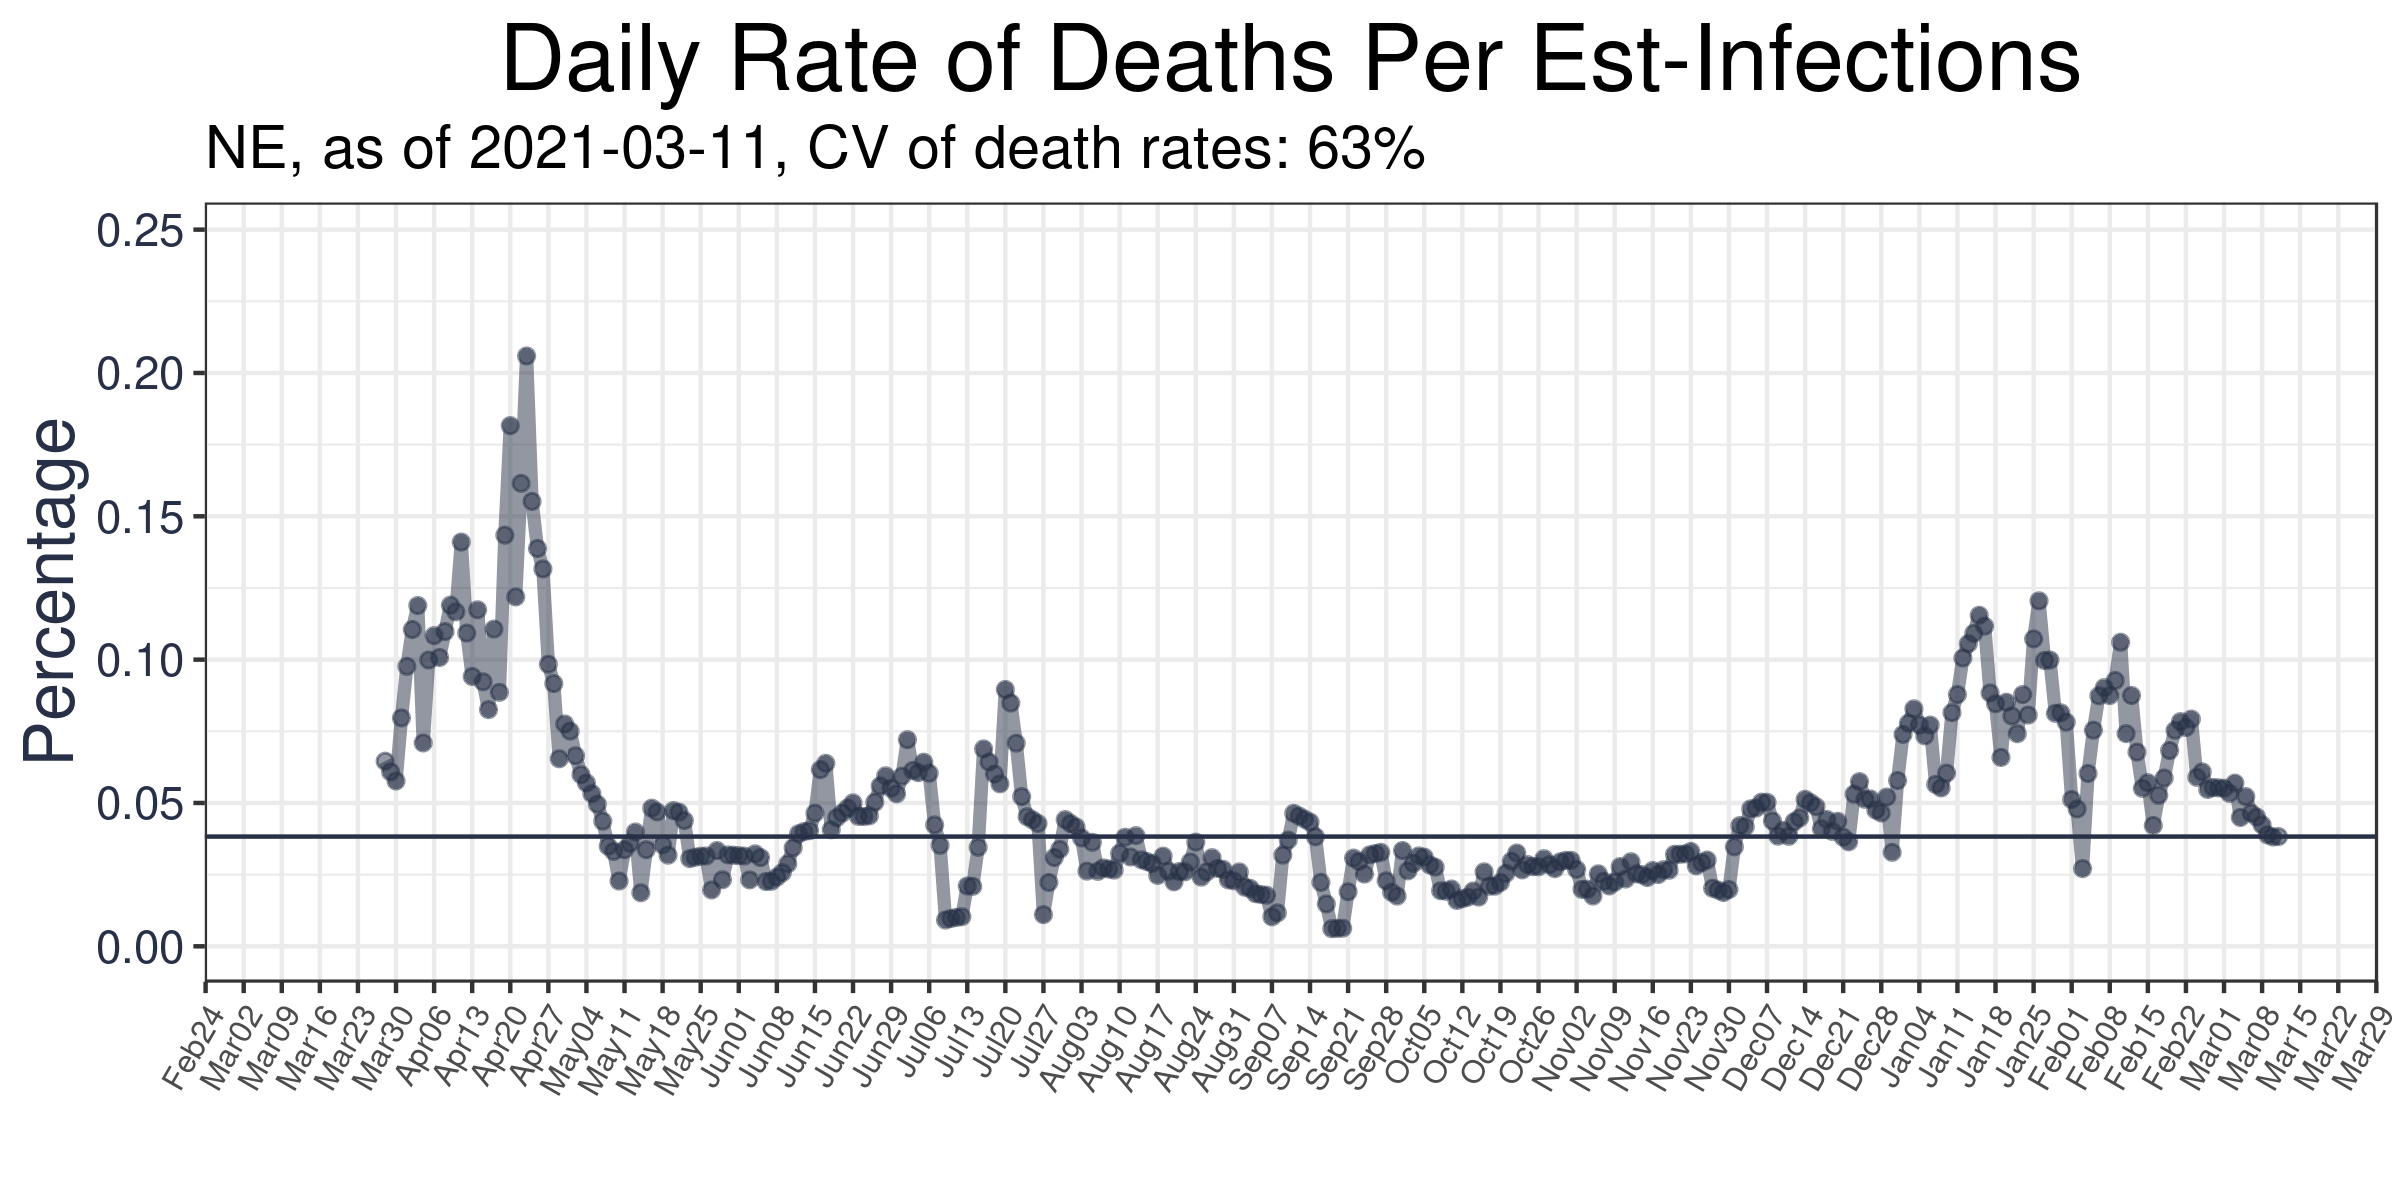 Daily Rate of Deaths Per Est-Infections
NE, as of 2021-03-11, CV of death rates: 63%
Percentage
0.25
0.20
0.15
0.10
0.05
0.00
Feb24
Mar02
Mar09
Mar16
Mar23
Mar30
Apr06
Apr13
Apr20
Apr27
May04
May11
May18
May25
Jun01
Jun08
Jun15
Jun22
Jun29
Jul06
Jul13
Jul20
Jul27
Aug03
Aug10
Aug17
Aug24
Aug31
Sep07
Sep14
Sep21
Sep28
Oct05
Oct12
Oct19
Oct26
Nov02
Nov09
Nov16
Nov23
Nov30
Dec07
Dec14
Dec21
Dec28
Jan04
Jan11
Jan18
Jan25
Feb01
Feb08
Feb15
Feb22
Mar01
Mar08
Mar15
Mar22
Mar29